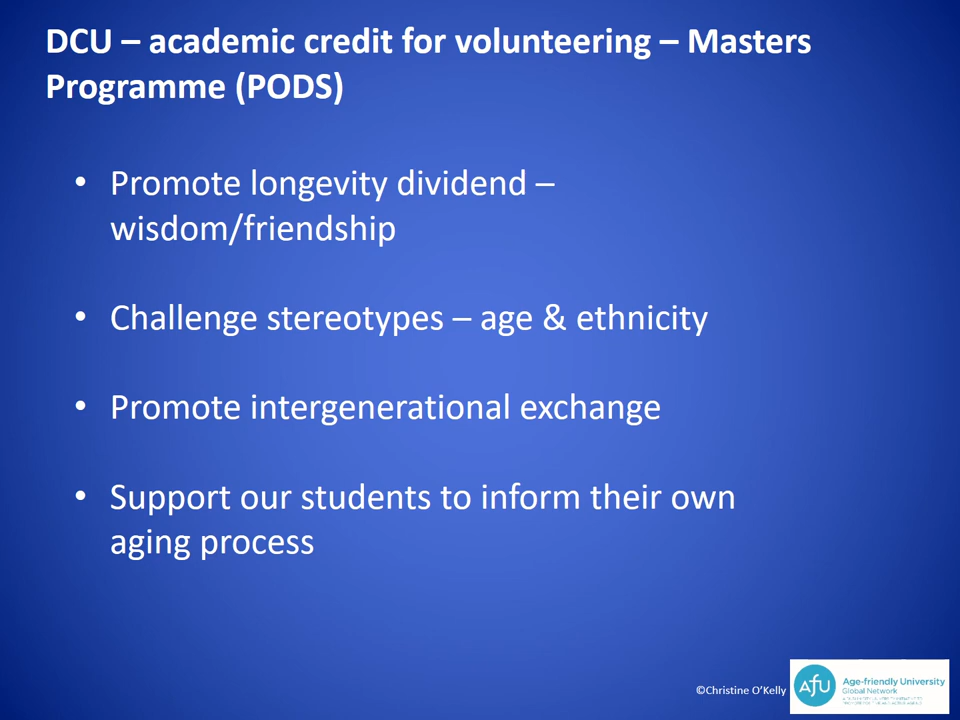 DCU – academic credit for volunteering – Masters
Programme (PODS)
• Promote longevity dividend –
wisdom/friendship
• Challenge stereotypes – age & ethnicity
• Promote intergenerational exchange
• Support our students to inform their own
aging process
©Christine O'Kelly
AfU
Age-friendly University
Global Network